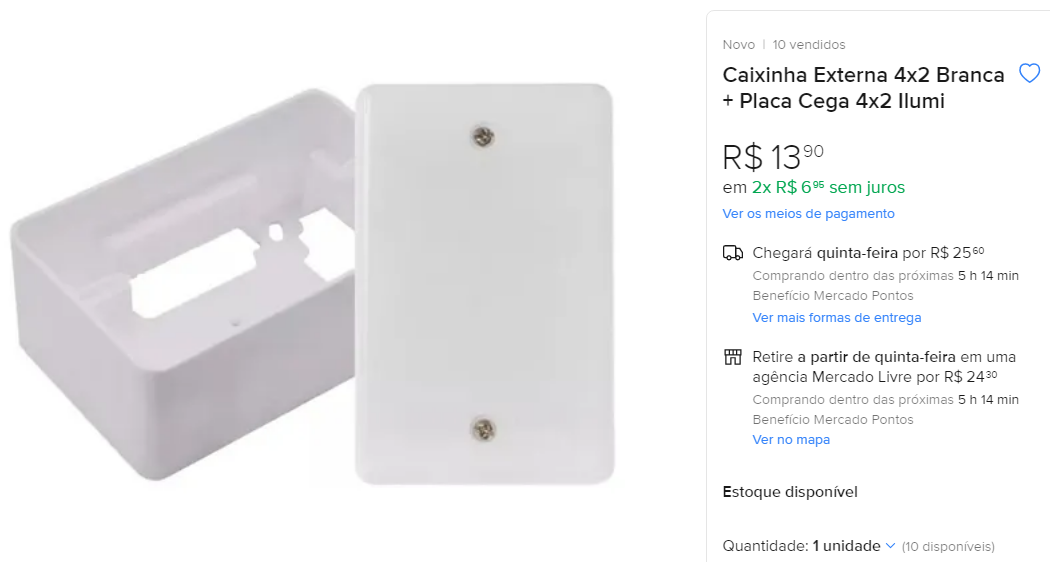 Novo | 10 vendidos
Caixinha Externa 4x2 Branca
+ Placa Cega 4x2 Ilumi
R$ 13 90
em 2x R$ 6 95 sem juros
Ver os meios de pagamento
Chegará quinta-feira por R$ 25 60
Comprando dentro das próximas 5 h 14 min
Benefício Mercado Pontos
Ver mais formas de entrega
Retire a partir de quinta-feira em uma
agência Mercado Livre por R$ 24 30
Comprando dentro das próximas 5 h 14 min
Benefício Mercado Pontos
Ver no mapa
Estoque disponível
Quantidade: 1 unidade (10 disponíveis)